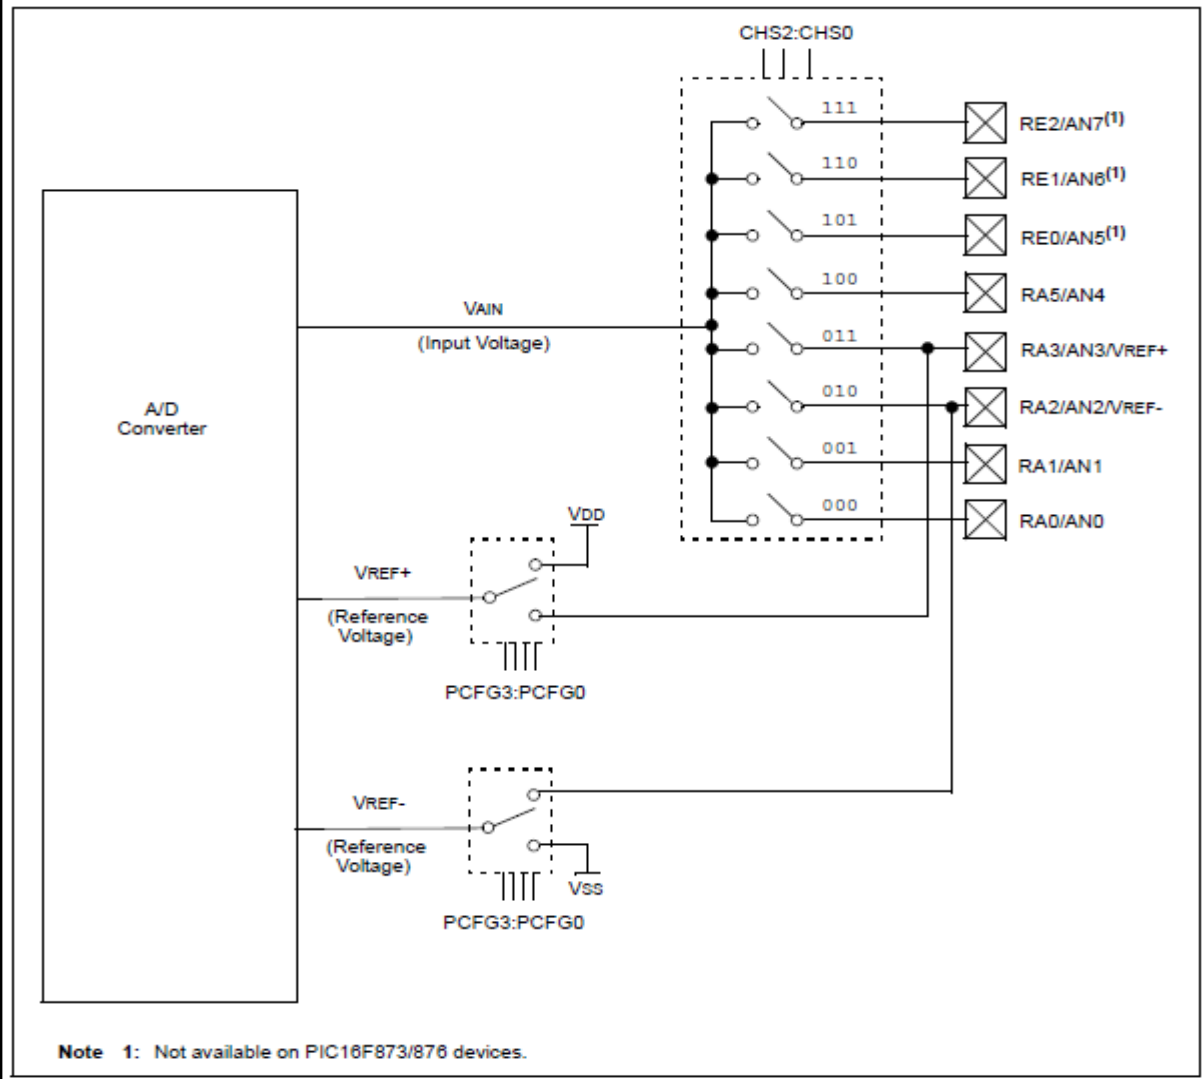 CHS2:CHS0
111
RE2/AN7(1)
110
RE1/AN6(1)
101
RE0/AN5(1)
100
RA5/AN4
VAIN
(Input Voltage)
011
RA3/AN3/VREF+
010
RA2/AN2/VREF-
A/D
Converter
001
RA1/AN1
000
RA0/AN0
VDD
VREF+
(Reference
Voltage)
PCFG3:PCFG0
VREF-
(Reference
Voltage)
VSS
PCFG3:PCFG0
Note 1: Not available on PIC16F873/876 devices.